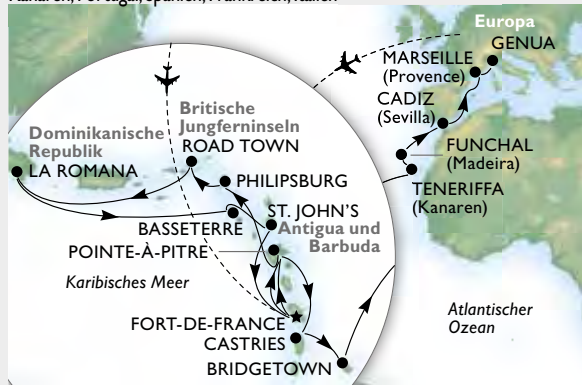 Kanaren, Portugal, Spanien, Frankreich, Italien
Europa
GENUA
MARSEILLE
(Provence)
CADIZ
(Sevilla)
FUNCHAL
(Madeira)
TENERIFFA
(Kanaren)
Britische
Jungferninseln
ROAD TOWN
Dominikanische
Republik
LA ROMANA
PHILIPSBURG
ST. JOHN'S
Antigua und
Barbuda
BASSETERRE
POINTE-À-PITRE
Karibisches Meer
FORT-DE-FRANCE
CASTRIES
BRIDGETOWN
Atlantischer
Ozean